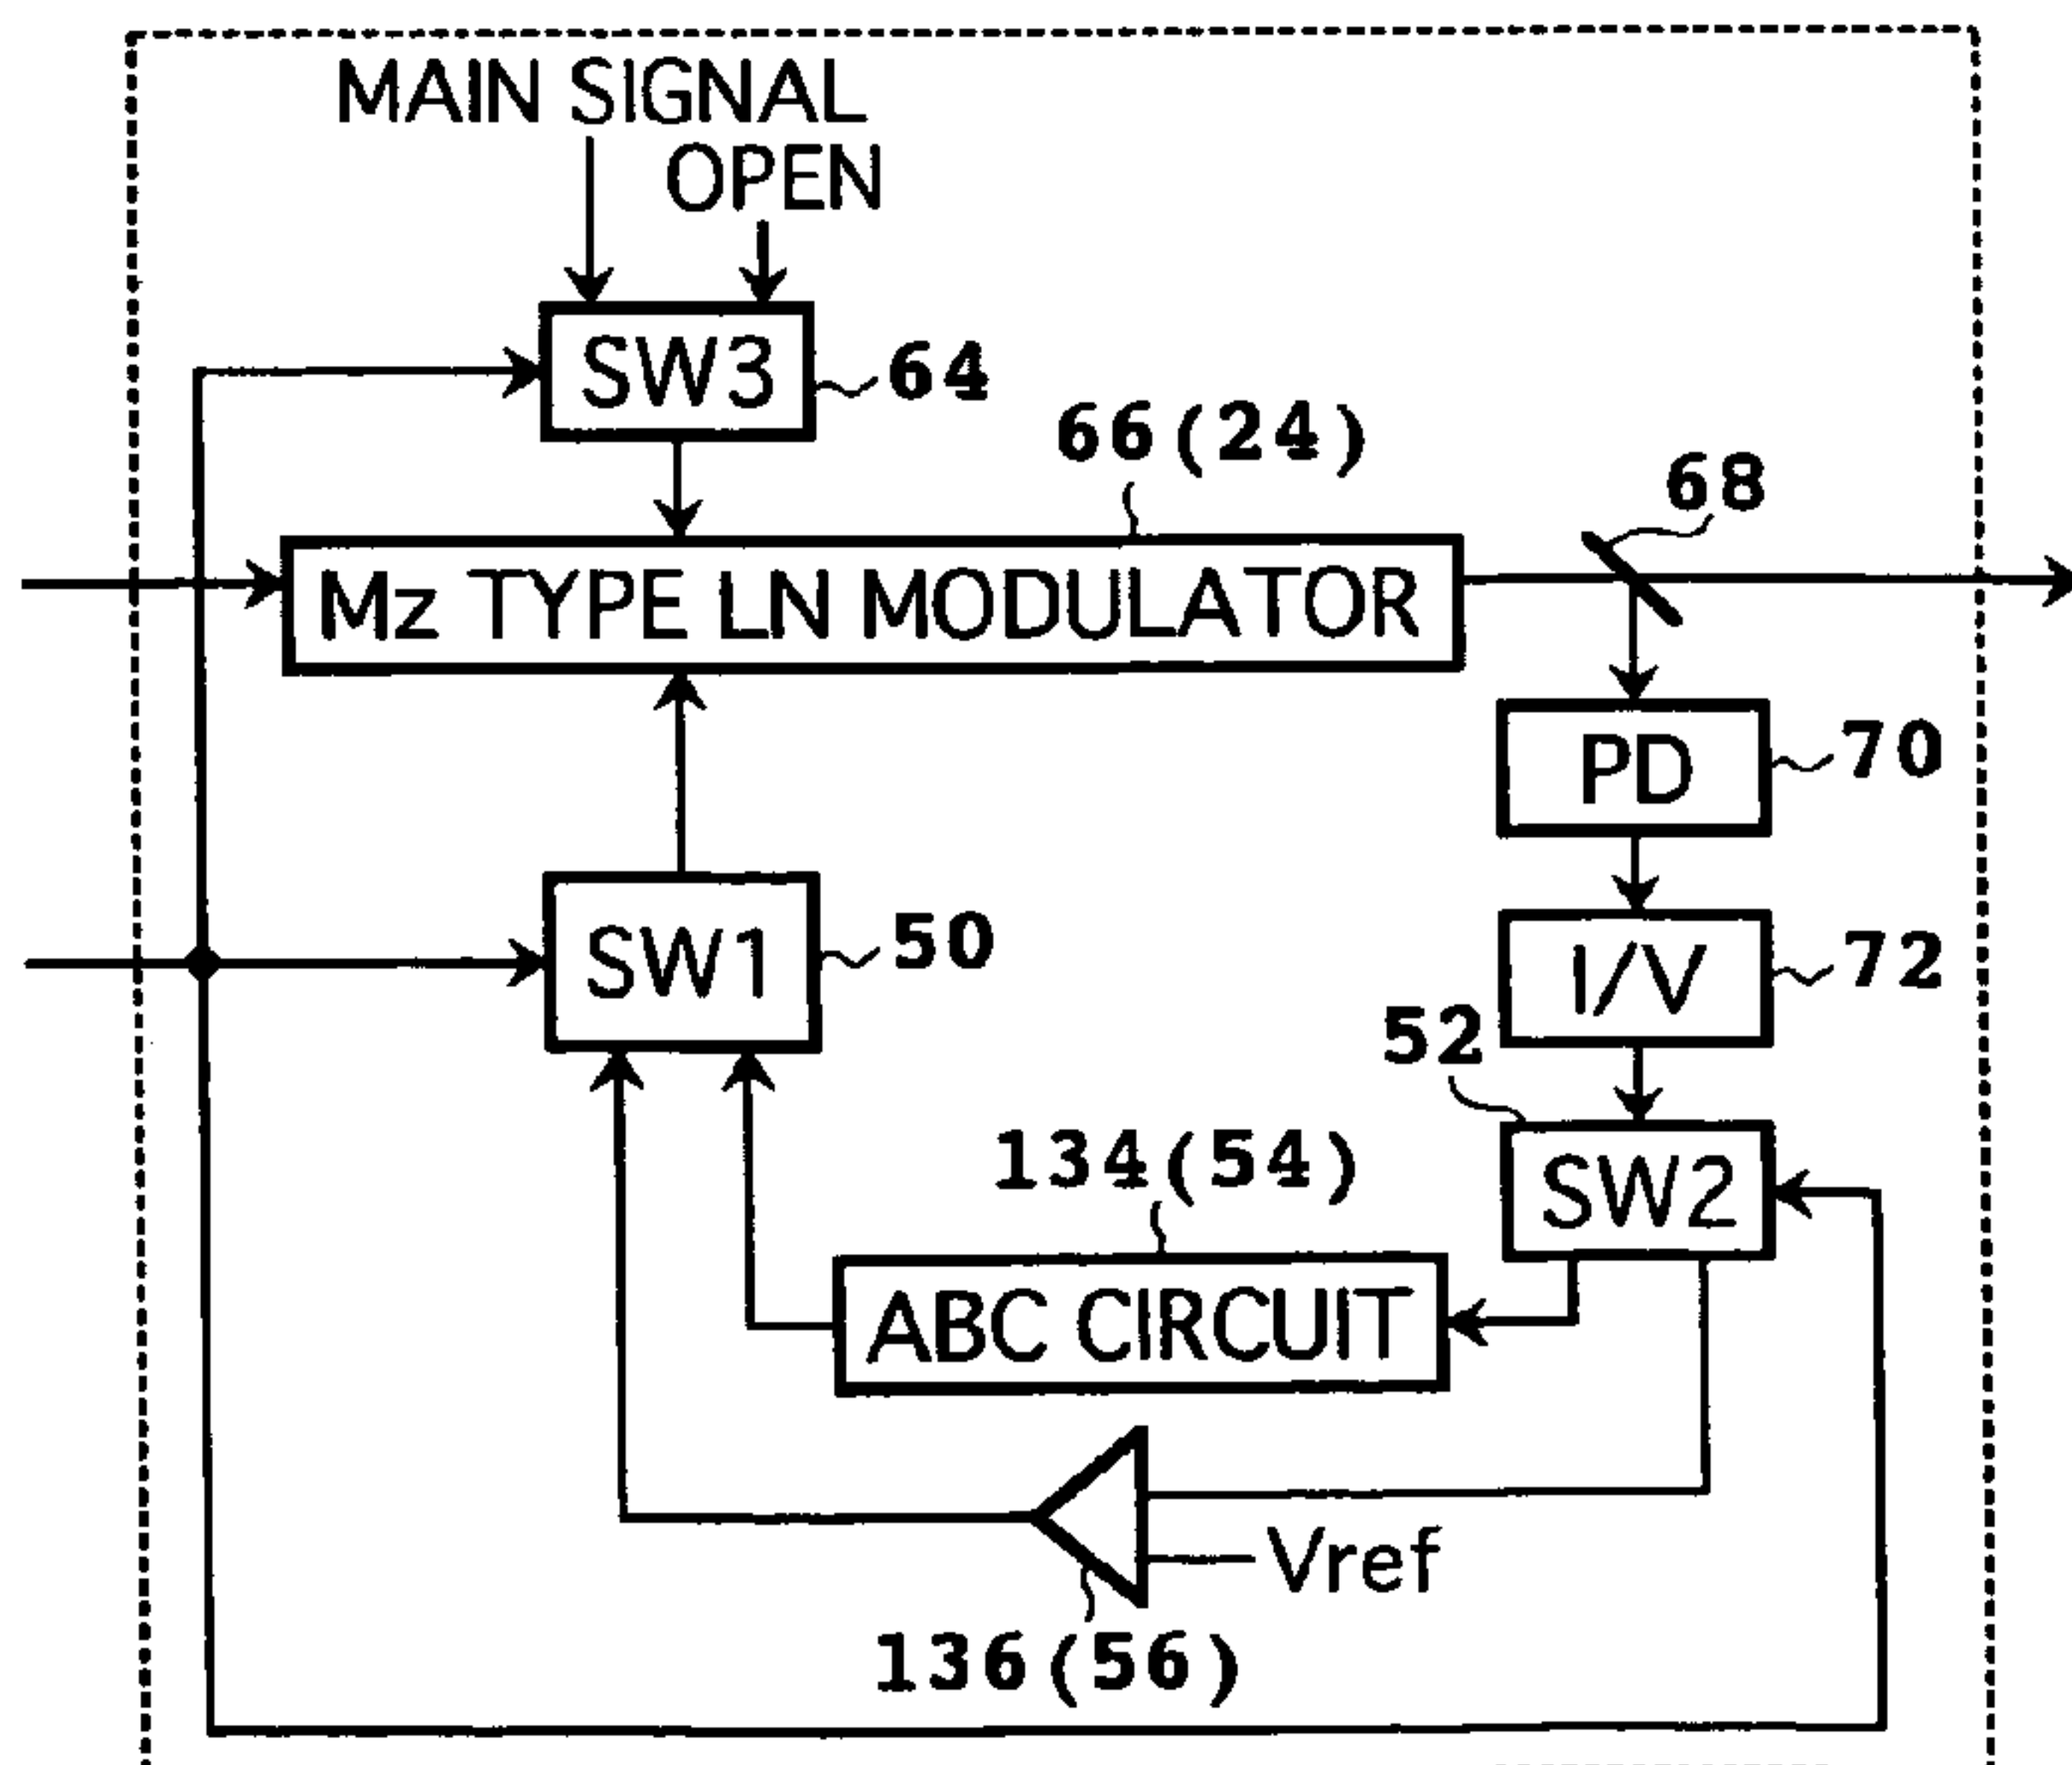 MAIN SIGNAL
OPEN
SW3
64
66(24)
68
Mz TYPE LN MODULATOR
PD
70
SW1
50
I/V
72
52
134(54)
SW2
ABC CIRCUIT
Vref
136(56)